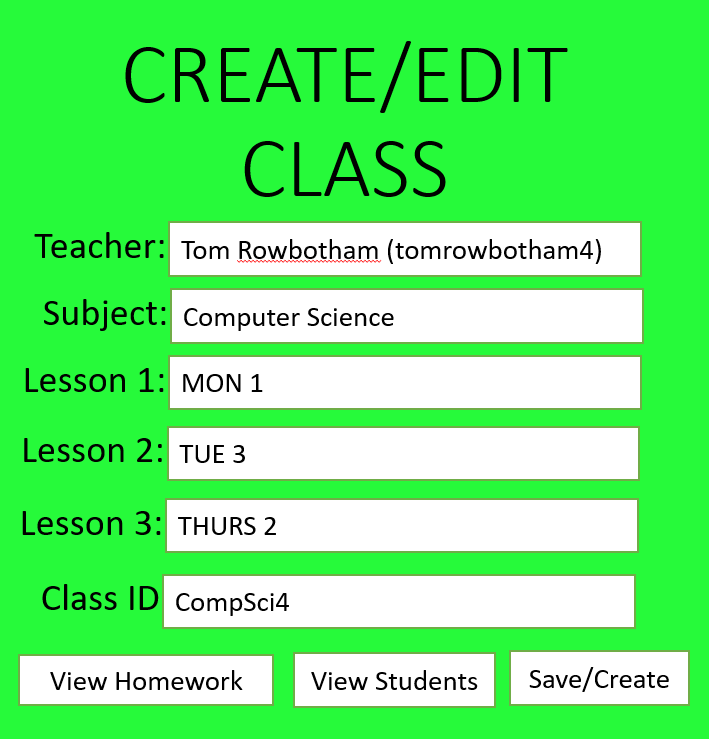 CREATE/EDIT
CLASS
Teacher: Tom Rowbotham (tomrowbotham4)
Subject: Computer Science
Lesson 1: MON 1
Lesson 2: TUE 3
Lesson 3: THURS 2
Class ID CompSci4
View Homework View Students Save/Create